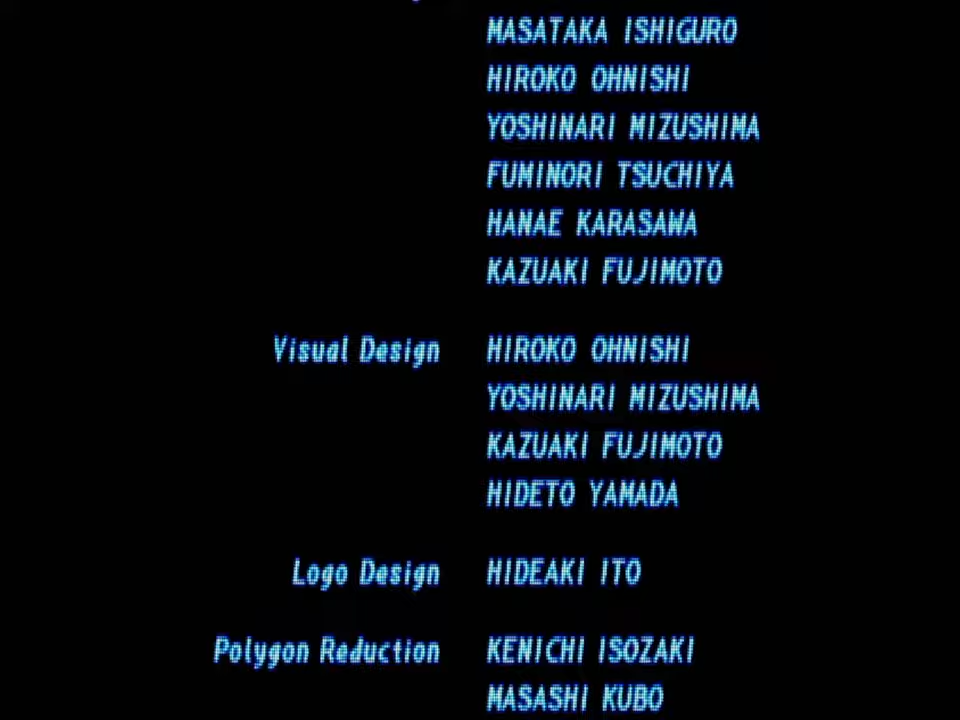 MASATAKA ISHIGURO
HIROKO OHNISHI
YOSHINARI MIZUSHIMA
FUMINORI TSUCHIYA
HANAE KARASAWA
KAZUAKI FUJIMOTO
Visual Design HIROKO OHNISHI
YOSHINARI MIZUSHIMA
KAZUAKI FUJIMOTO
HIDETO YAMADA
Logo Design HIDEAKI ITO
Polygon Reduction KENICHI ISOZAKI
MASASHI KUBO